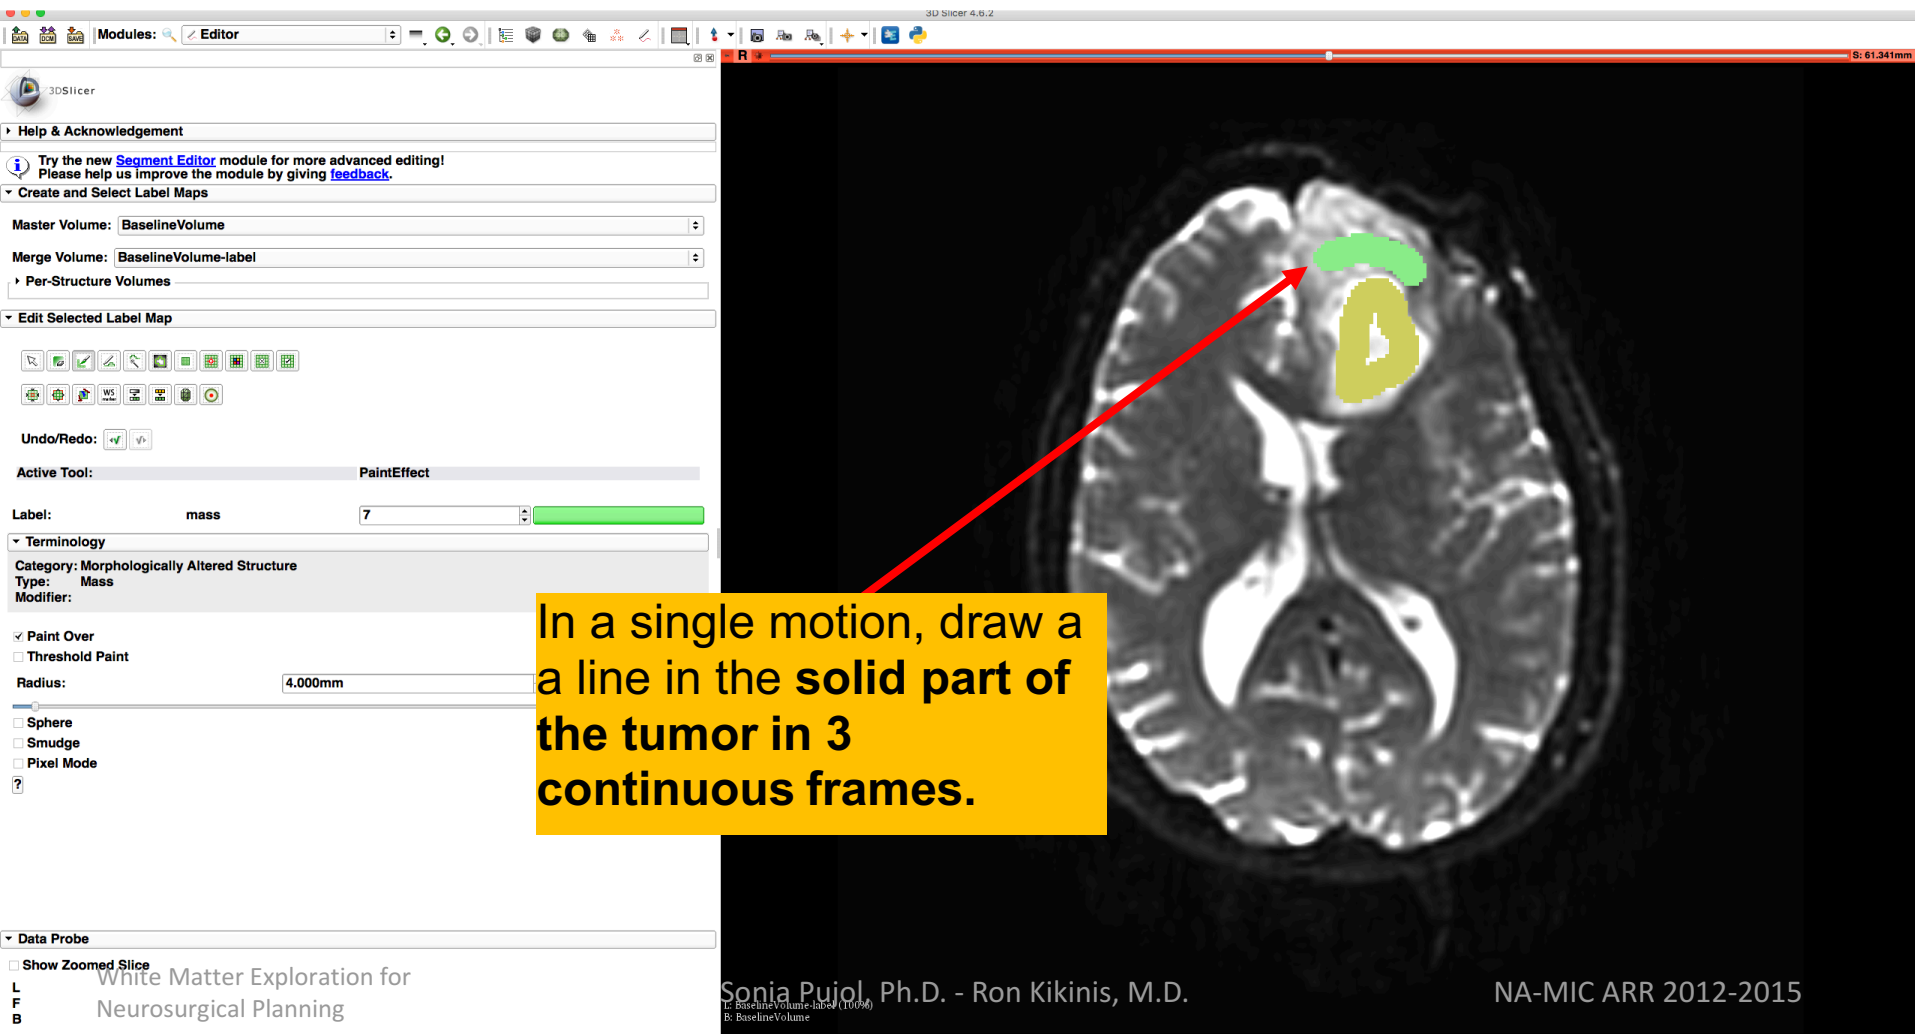 3D Slicer 4.6.2
DATA DCM SAVE Modules: Editor
R S: 61.341mm
3DSlicer
Help & Acknowledgement
Try the new Segment Editor module for more advanced editing!
Please help us improve the module by giving feedback.
Create and Select Label Maps
Master Volume: BaselineVolume
Merge Volume: BaselineVolume-label
Per-Structure Volumes
Edit Selected Label Map
WS
Undo/Redo:
Active Tool: PaintEffect
Label: mass 7
Terminology
Category: Morphologically Altered Structure
Type: Mass
Modifier:
Paint Over
Threshold Paint
Radius: 4.000mm
Sphere
Smudge
Pixel Mode
?
In a single motion, draw a
a line in the solid part of
the tumor in 3
continuous frames.
Data Probe
Show Zoomed Slice
L
F
B
White Matter Exploration for
Neurosurgical Planning
Sonia Pujol, Ph.D. - Ron Kikinis, M.D.
NA-MIC ARR 2012-2015
L: BaselineVolume-label (100%)
B: BaselineVolume